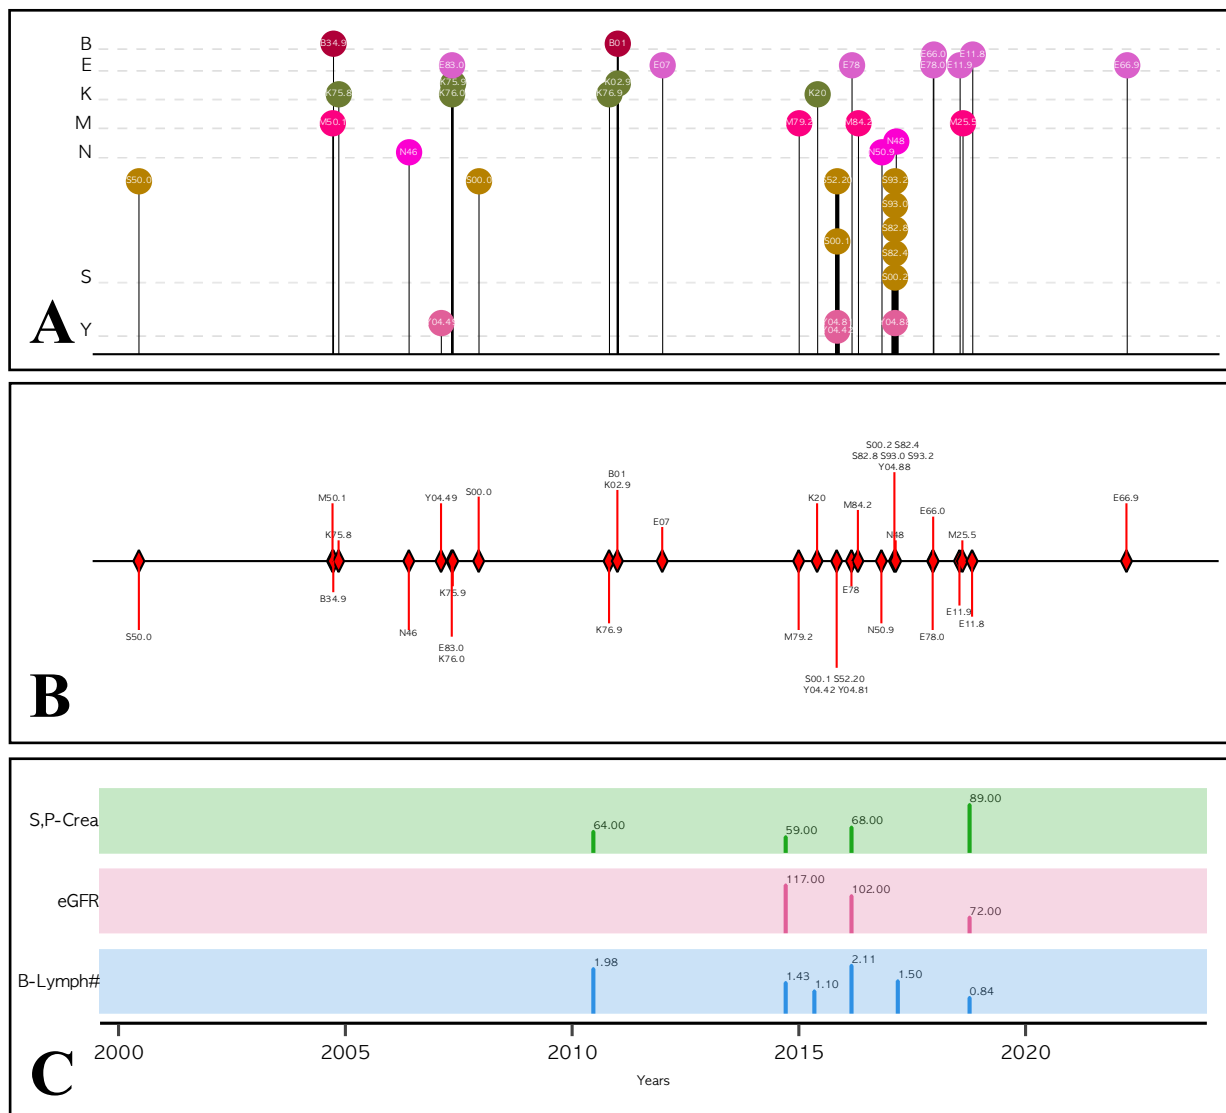 B
E
K
M
N
S
Y
B34.9
B01
E83.0
E07
E78
E66.0
E78.0
E11.9
E11.8
E66.9
K75.8
K75.9
K76.0
K02.9
K76.9
K20
M50.1
M79.2
M84.2
M25.5
N46
N50.9
N48
S50.0
S00.0
S52.20
S00.1
S93.2
S93.0
S82.8
S82.4
S00.2
Y04.49
Y04.81
Y04.42
Y04.88
A
S00.2 S82.4
S82.8 S93.0 S93.2
Y04.88
B01
K02.9
M50.1
Y04.49
S00.0
K20
M84.2
E66.0
E66.9
E07
K75.8
N48
M25.5
B34.9
K75.9
E78
S50.0
N46
E83.0
K76.0
K76.9
M79.2
N50.9
E78.0
E11.9
E11.8
S00.1 S52.20
Y04.42 Y04.81
B
S,P-Crea
64.00
59.00
68.00
89.00
eGFR
117.00
102.00
72.00
B-Lymph#
1.98
1.43
1.10
2.11
1.50
0.84
2000
2005
2010
2015
2020
Years
C